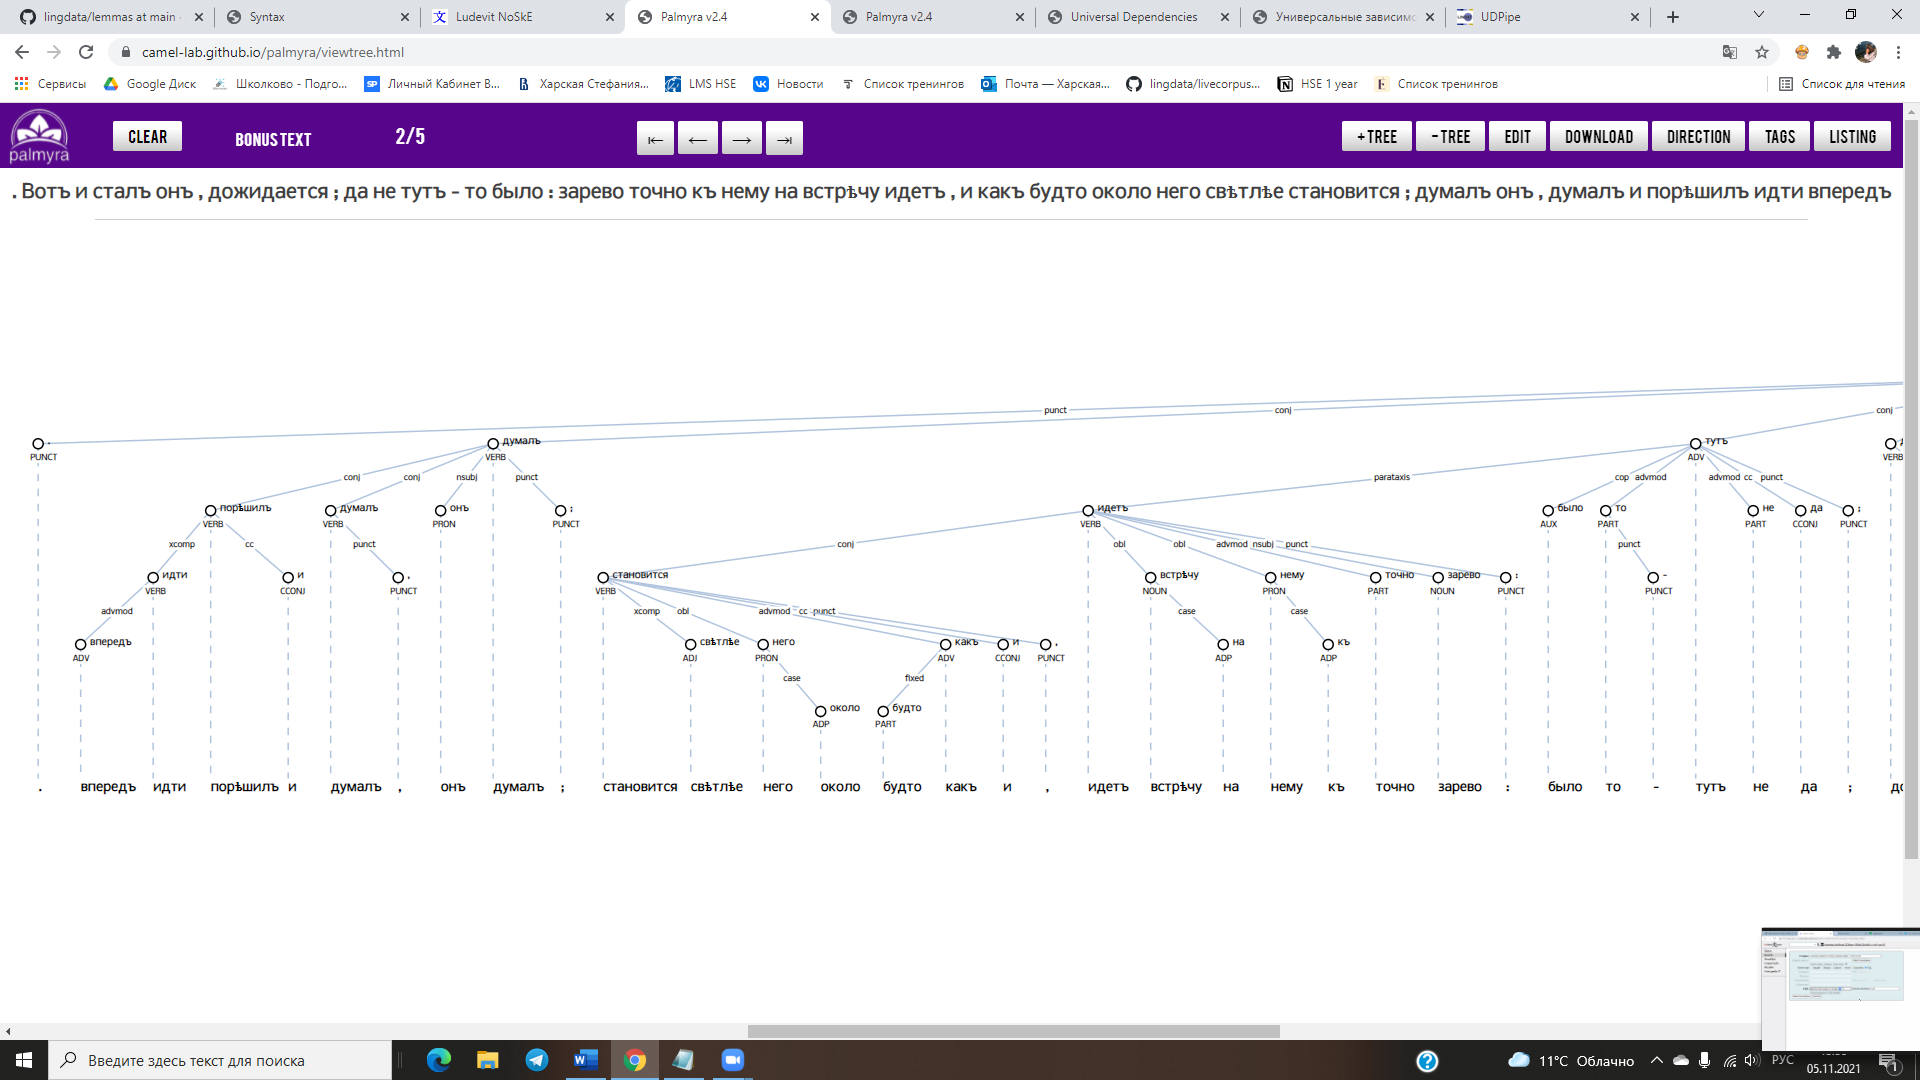 lingdata/lemmas at main
Syntax
Ludevit NoSkE
Palmyra v2.4
Palmyra v2.4
Universal Dependencies
Универсальные зависимо
UDPipe
camel-lab.github.io/palmyra/viewtree.html
Сервисы
Google Диск
Школково - Подго...
Личный Кабинет В...
Харская Стефания...
LMS HSE
Новости
Список тренингов
Почта — Харская...
lingdata/livecorpus...
HSE 1 year
Список тренингов
Список для чтения
palmyra
CLEAR
BONUS TEXT
2/5
+TREE
-TREE
EDIT
DOWNLOAD
DIRECTION
TAGS
LISTING
. Вотъ и сталъ онъ , дожидается ; да не тутъ - то было : зарево точно къ нему на встрѣчу идетъ , и какъ будто около него свѣтлѣе становится ; думалъ онъ , думалъ и порѣшилъ идти впередъ
punct conj conj
. думалъ тутъ
PUNCT VERB ADV VERB
conj conj nsubj punct parataxis cop advmod advmod cc punct
порѣшилъ думалъ онъ ; идетъ было то не да ;
VERB VERB PRON PUNCT VERB AUX PART PART CCONJ PUNCT
xcomp cc punct conj obl obl advmod nsubj punct punct
идти и , становится встрѣчу нему точно зарево : -
VERB CCONJ PUNCT VERB NOUN PRON PART NOUN PUNCT PUNCT
advmod xcomp obl advmod cc punct case case
впередъ свѣтлѣе него какъ и , на къ
ADV ADJ PRON ADV CCONJ PUNCT ADP ADP
case fixed
около будто
ADP PART
. впередъ идти порѣшилъ и думалъ , онъ думалъ ; становится свѣтлѣе него около будто какъ и , идетъ встрѣчу на нему къ точно зарево : было то - тутъ не да ;
Введите здесь текст для поиска
11°C Облачно
РУС
05.11.2021
1